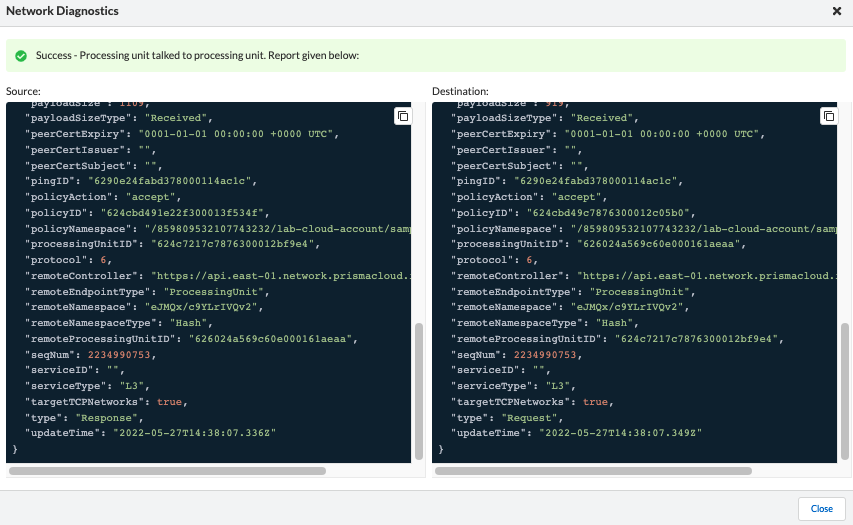 Network Diagnostics
Success - Processing unit talked to processing unit. Report given below:
Source:
"payloadSize": 1109,
"payloadSizeType": "Received",
"peerCertExpiry": "0001-01-01 00:00:00 +0000 UTC",
"peerCertIssuer": "",
"peerCertSubject": "",
"pingID": "6290e24fabd378000114ac1c",
"policyAction": "accept",
"policyID": "624cbd491e22f300013f534f",
"policyNamespace": "/859809532107743232/lab-cloud-account/samp
"processingUnitID": "624c7217c7876300012bf9e4",
"protocol": 6,
"remoteController": "https://api.east-01.network.prismacloud.
"remoteEndpointType": "ProcessingUnit",
"remoteNamespace": "eJMQx/c9YLrIVQv2",
"remoteNamespaceType": "Hash",
"remoteProcessingUnitID": "626024a569c60e000161aeaa",
"seqNum": 2234990753,
"serviceID": "",
"serviceType": "L3",
"targetTCPNetworks": true,
"type": "Response",
"updateTime": "2022-05-27T14:38:07.336Z"
}
Destination:
"payloadSize": 919,
"payloadSizeType": "Received",
"peerCertExpiry": "0001-01-01 00:00:00 +0000 UTC",
"peerCertIssuer": "",
"peerCertSubject": "",
"pingID": "6290e24fabd378000114ac1c",
"policyAction": "accept",
"policyID": "624cbd49c7876300012c05b0",
"policyNamespace": "/859809532107743232/lab-cloud-account/samp
"processingUnitID": "626024a569c60e000161aeaa",
"protocol": 6,
"remoteController": "https://api.east-01.network.prismacloud.
"remoteEndpointType": "ProcessingUnit",
"remoteNamespace": "eJMQx/c9YLrIVQv2",
"remoteNamespaceType": "Hash",
"remoteProcessingUnitID": "624c7217c7876300012bf9e4",
"seqNum": 2234990753,
"serviceID": "",
"serviceType": "L3",
"targetTCPNetworks": true,
"type": "Request",
"updateTime": "2022-05-27T14:38:07.349Z"
}
Close